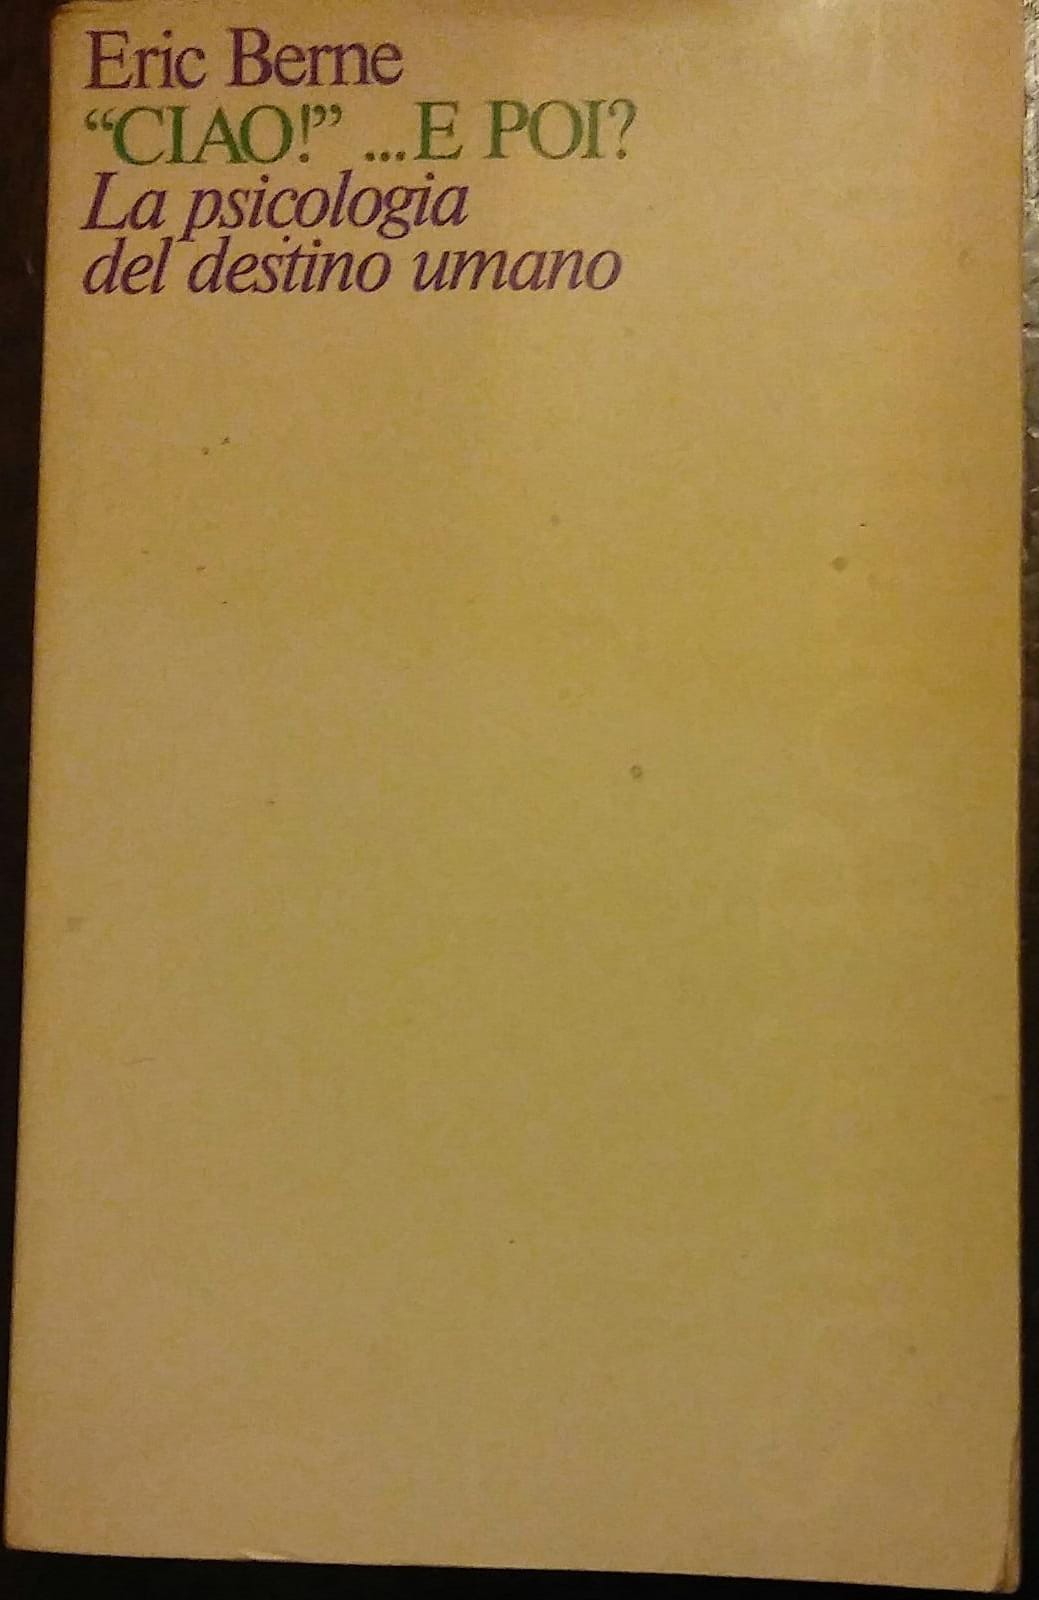 Eric Berne
“CIAO!” ...E POI?
La psicologia
del destino umano